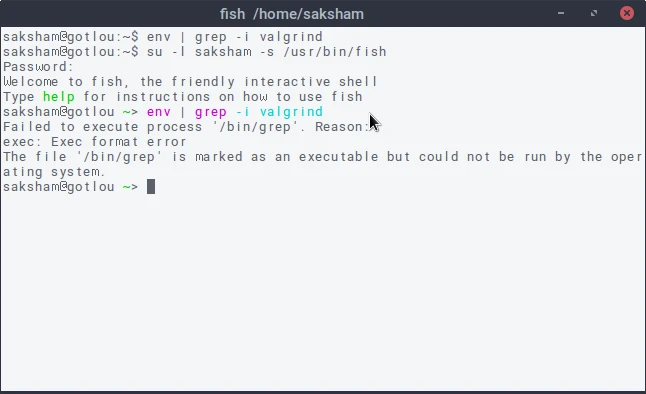 fish /home/saksham
saksham@gotlou:~$ env | grep -i valgrind
saksham@gotlou:~$ su -l saksham -s /usr/bin/fish
Password:
Welcome to fish, the friendly interactive shell
Type help for instructions on how to use fish
saksham@gotlou ~> env | grep -i valgrind
Failed to execute process '/bin/grep'. Reason:
exec: Exec format error
The file '/bin/grep' is marked as an executable but could not be run by the oper
ating system.
saksham@gotlou ~>